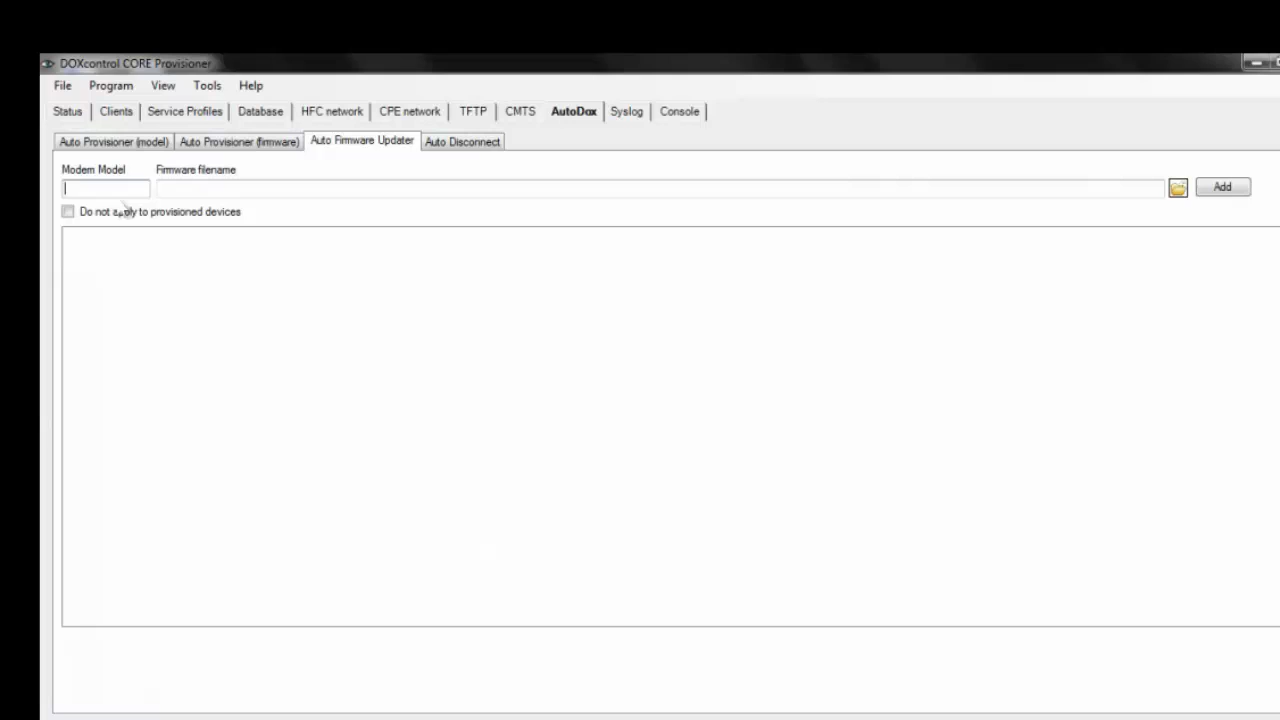 DOXcontrol CORE Provisioner
File Program View Tools Help
Status Clients Service Profiles Database HFC network CPE network TFTP CMTS AutoDox Syslog Console
Auto Provisioner (model) Auto Provisioner (firmware) Auto Firmware Updater Auto Disconnect
Modem Model Firmware filename
Add
Do not apply to provisioned devices